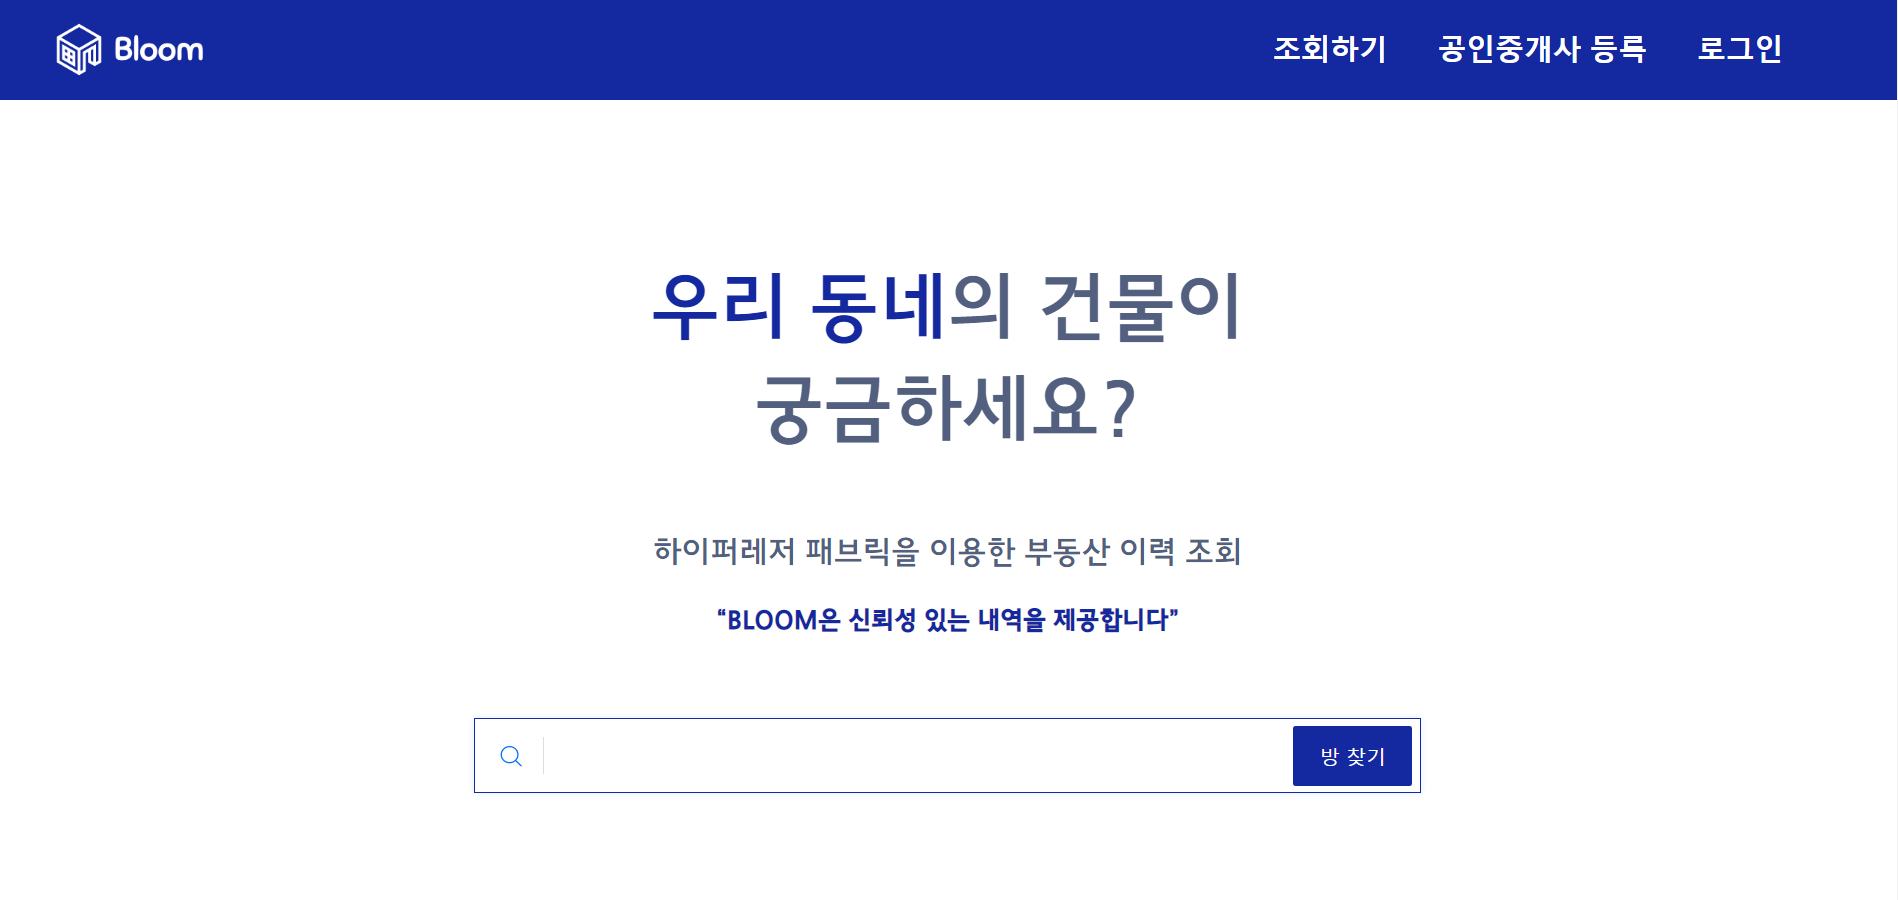 Bloom
조회하기
공인중개사 등록
로그인
우리 동네의 건물이
궁금하세요?
하이퍼레저 패브릭을 이용한 부동산 이력 조회
“BLOOM은 신뢰성 있는 내역을 제공합니다”
방 찾기